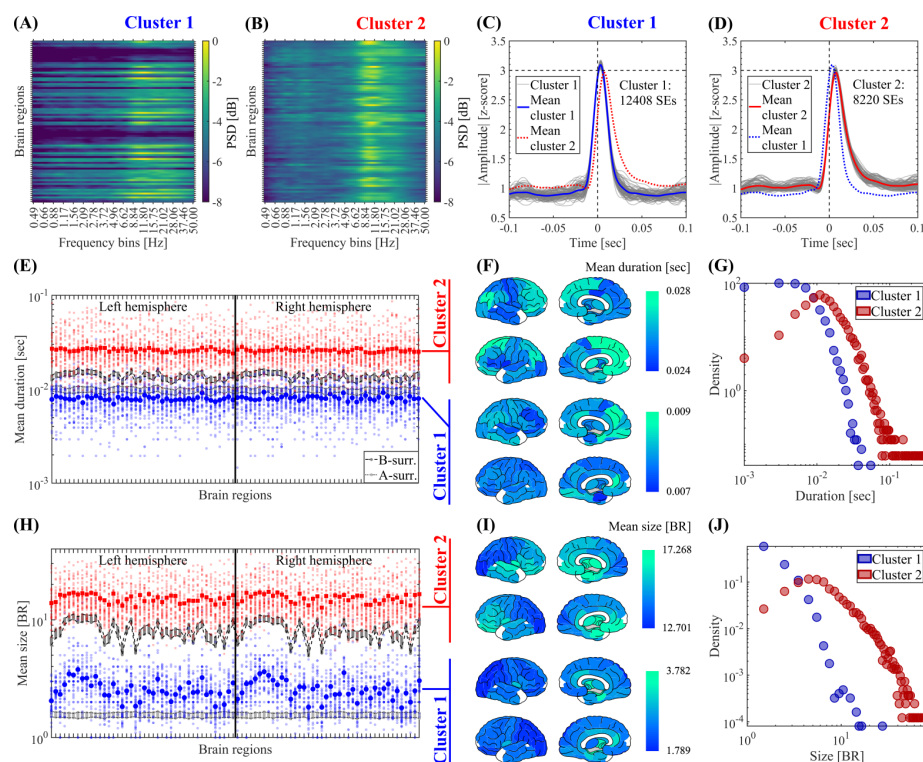 (A)
Cluster 1
Brain regions
0.49
0.66
0.88
1.17
1.56
2.09
2.78
3.72
4.96
6.62
8.84
11.80
15.75
21.03
28.06
37.46
50.00
Frequency bins [Hz]
0
-2
-4
-6
-8
PSD [dB]
(B)
Cluster 2
Brain regions
0.49
0.66
0.88
1.17
1.56
2.09
2.78
3.72
4.96
6.62
8.84
11.80
15.75
21.03
28.06
37.46
50.00
Frequency bins [Hz]
0
-2
-4
-6
-8
PSD [dB]
(C)
Cluster 1
|Amplitude| [z-score]
3.5
3
2.5
2
1.5
1
0.5
Cluster 1
Mean cluster 1
Mean cluster 2
Cluster 1:
12408 SEs
-0.1
-0.05
0
0.05
0.1
Time [sec]
(D)
Cluster 2
|Amplitude| [z-score]
3.5
3
2.5
2
1.5
1
0.5
Cluster 2
Mean cluster 2
Mean cluster 1
Cluster 2:
8220 SEs
-0.1
-0.05
0
0.05
0.1
Time [sec]
(E)
Left hemisphere
Right hemisphere
Mean duration [sec]
10-1
10-2
10-3
B-surr.
A-surr.
Brain regions
Cluster 2
Cluster 1
(F)
Mean duration [sec]
0.028
0.024
0.009
0.007
(G)
Density
10²
10⁰
Cluster 1
Cluster 2
10-3
10-2
10-1
Duration [sec]
(H)
Left hemisphere
Right hemisphere
Mean size [BR]
10¹
10⁰
Brain regions
Cluster 2
Cluster 1
(I)
Mean size [BR]
17.268
12.701
3.782
1.789
(J)
Density
10⁰
10-1
10-2
10-3
10-4
Cluster 1
Cluster 2
10⁰
10¹
Size [BR]